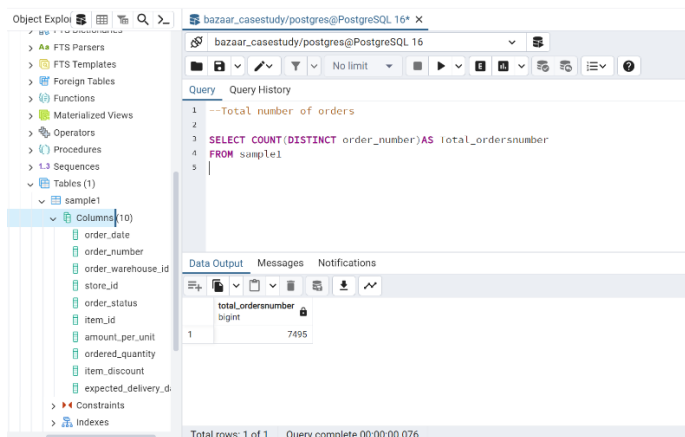 Object Explo
bazaar_casestudy/postgres@PostgreSQL 16*
bazaar_casestudy/postgres@PostgreSQL 16
No limit
Query Query History
FTS Parsers
FTS Templates
Foreign Tables
Functions
Materialized Views
Operators
Procedures
1..3 Sequences
Tables (1)
sample1
Columns (10)
order_date
order_number
order_warehouse_id
store_id
order_status
item_id
amount_per_unit
ordered_quantity
item_discount
expected_delivery_da
Constraints
Indexes
1 --Total number of orders
2
3 SELECT COUNT(DISTINCT order_number)AS Total_ordersnumber
4 FROM sample1
5
Data Output Messages Notifications
total_ordersnumber
bigint
1 7495
Total rows: 1 of 1 Query complete 00:00:00.076